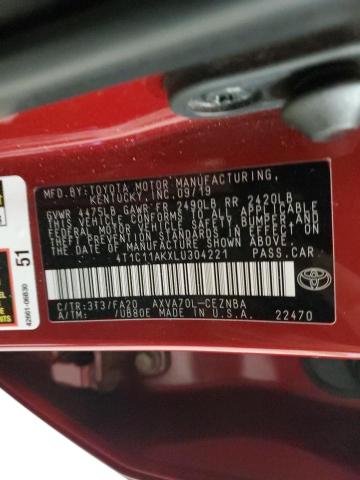 MFD.BY:TOYOTA MOTOR MANUFACTURING,
KENTUCKY,INC.09/19
GVWR 4475LB GAWR FR 2490LB RR 2420LB
THIS VEHICLE CONFORMS TO ALL APPLICABLE
FEDERAL MOTOR VEHICLE SAFETY, BUMPER AND
THEFT PREVENTION STANDARDS IN EFFECT ON
THE DATE OF MANUFACTURE SHOWN ABOVE.
4T1C11AKXLU304221 PASS.CAR
C/TR:3T3/FA20 AXVA70L-CEZNBA
A/TM: /UB80E MADE IN U.S.A. 22470
51
42661-06830